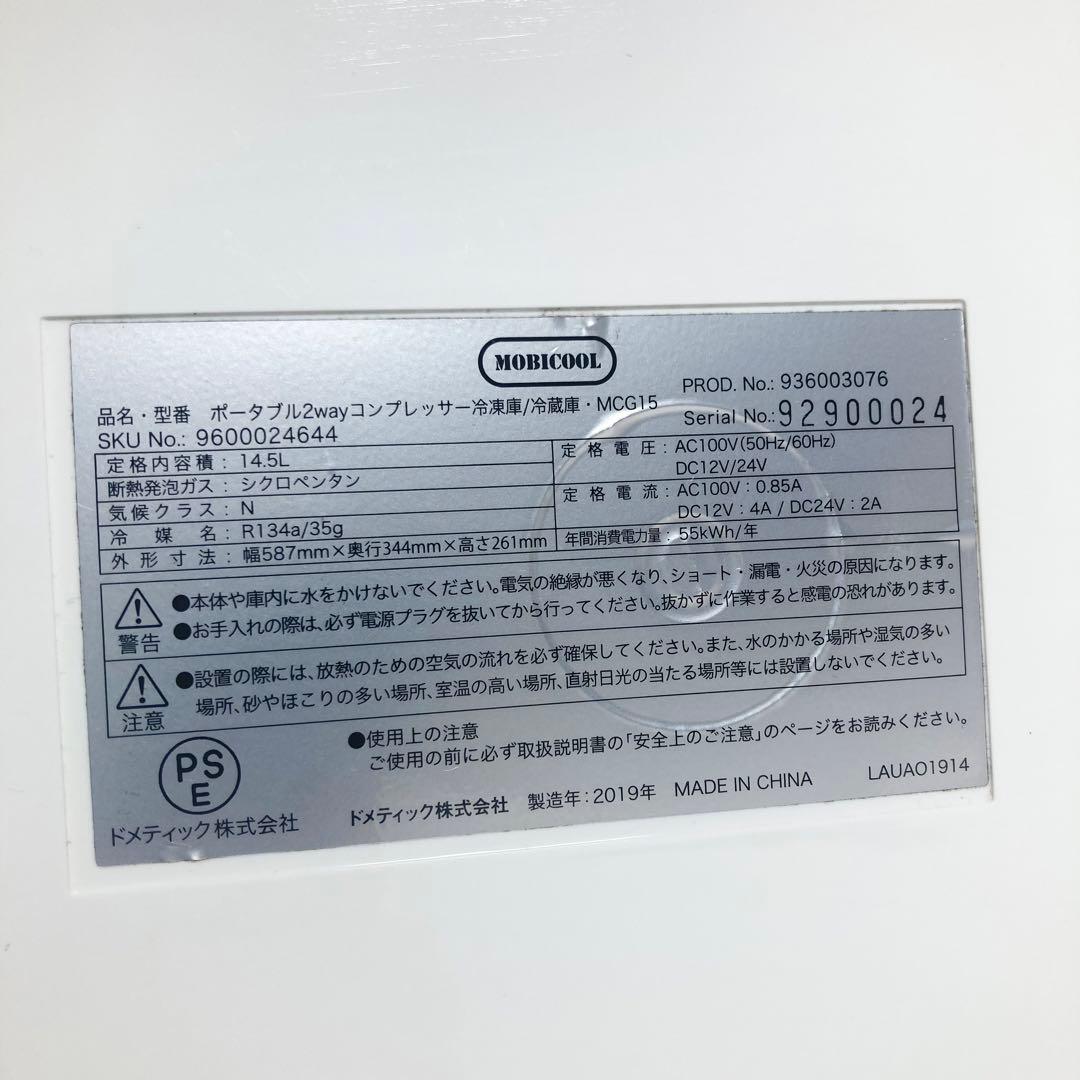 MOBICOOL
PROD. No.: 936003076
品名・型番 ポータブル2wayコンプレッサー冷凍庫/冷蔵庫・MCG15
Serial No.: 92900024
SKU No.: 9600024644
定格内容積: 14.5L
断熱発泡ガス: シクロペンタン
気候クラス: N
冷媒名: R134a/35g
外形寸法: 幅587mm×奥行344mm×高さ261mm
定格電圧: AC100V(50Hz/60Hz)
DC12V/24V
定格電流: AC100V:0.85A
DC12V:4A / DC24V:2A
年間消費電力量: 55kWh/年
警告
●本体や庫内に水をかけないでください。電気の絶縁が悪くなり、ショート・漏電・火災の原因になります。
●お手入れの際は、必ず電源プラグを抜いてから行ってください。抜かずに作業すると感電の恐れがあります。
注意
●設置の際には、放熱のための空気の流れを必ず確保してください。また、水のかかる場所や湿気の多い
場所、砂やほこりの多い場所、室温の高い場所、直射日光の当たる場所等には設置しないでください。
●使用上の注意
ご使用の前に必ず取扱説明書の「安全上のご注意」のページをお読みください。
PS
E
ドメティック株式会社
ドメティック株式会社 製造年:2019年 MADE IN CHINA
LAUAO1914